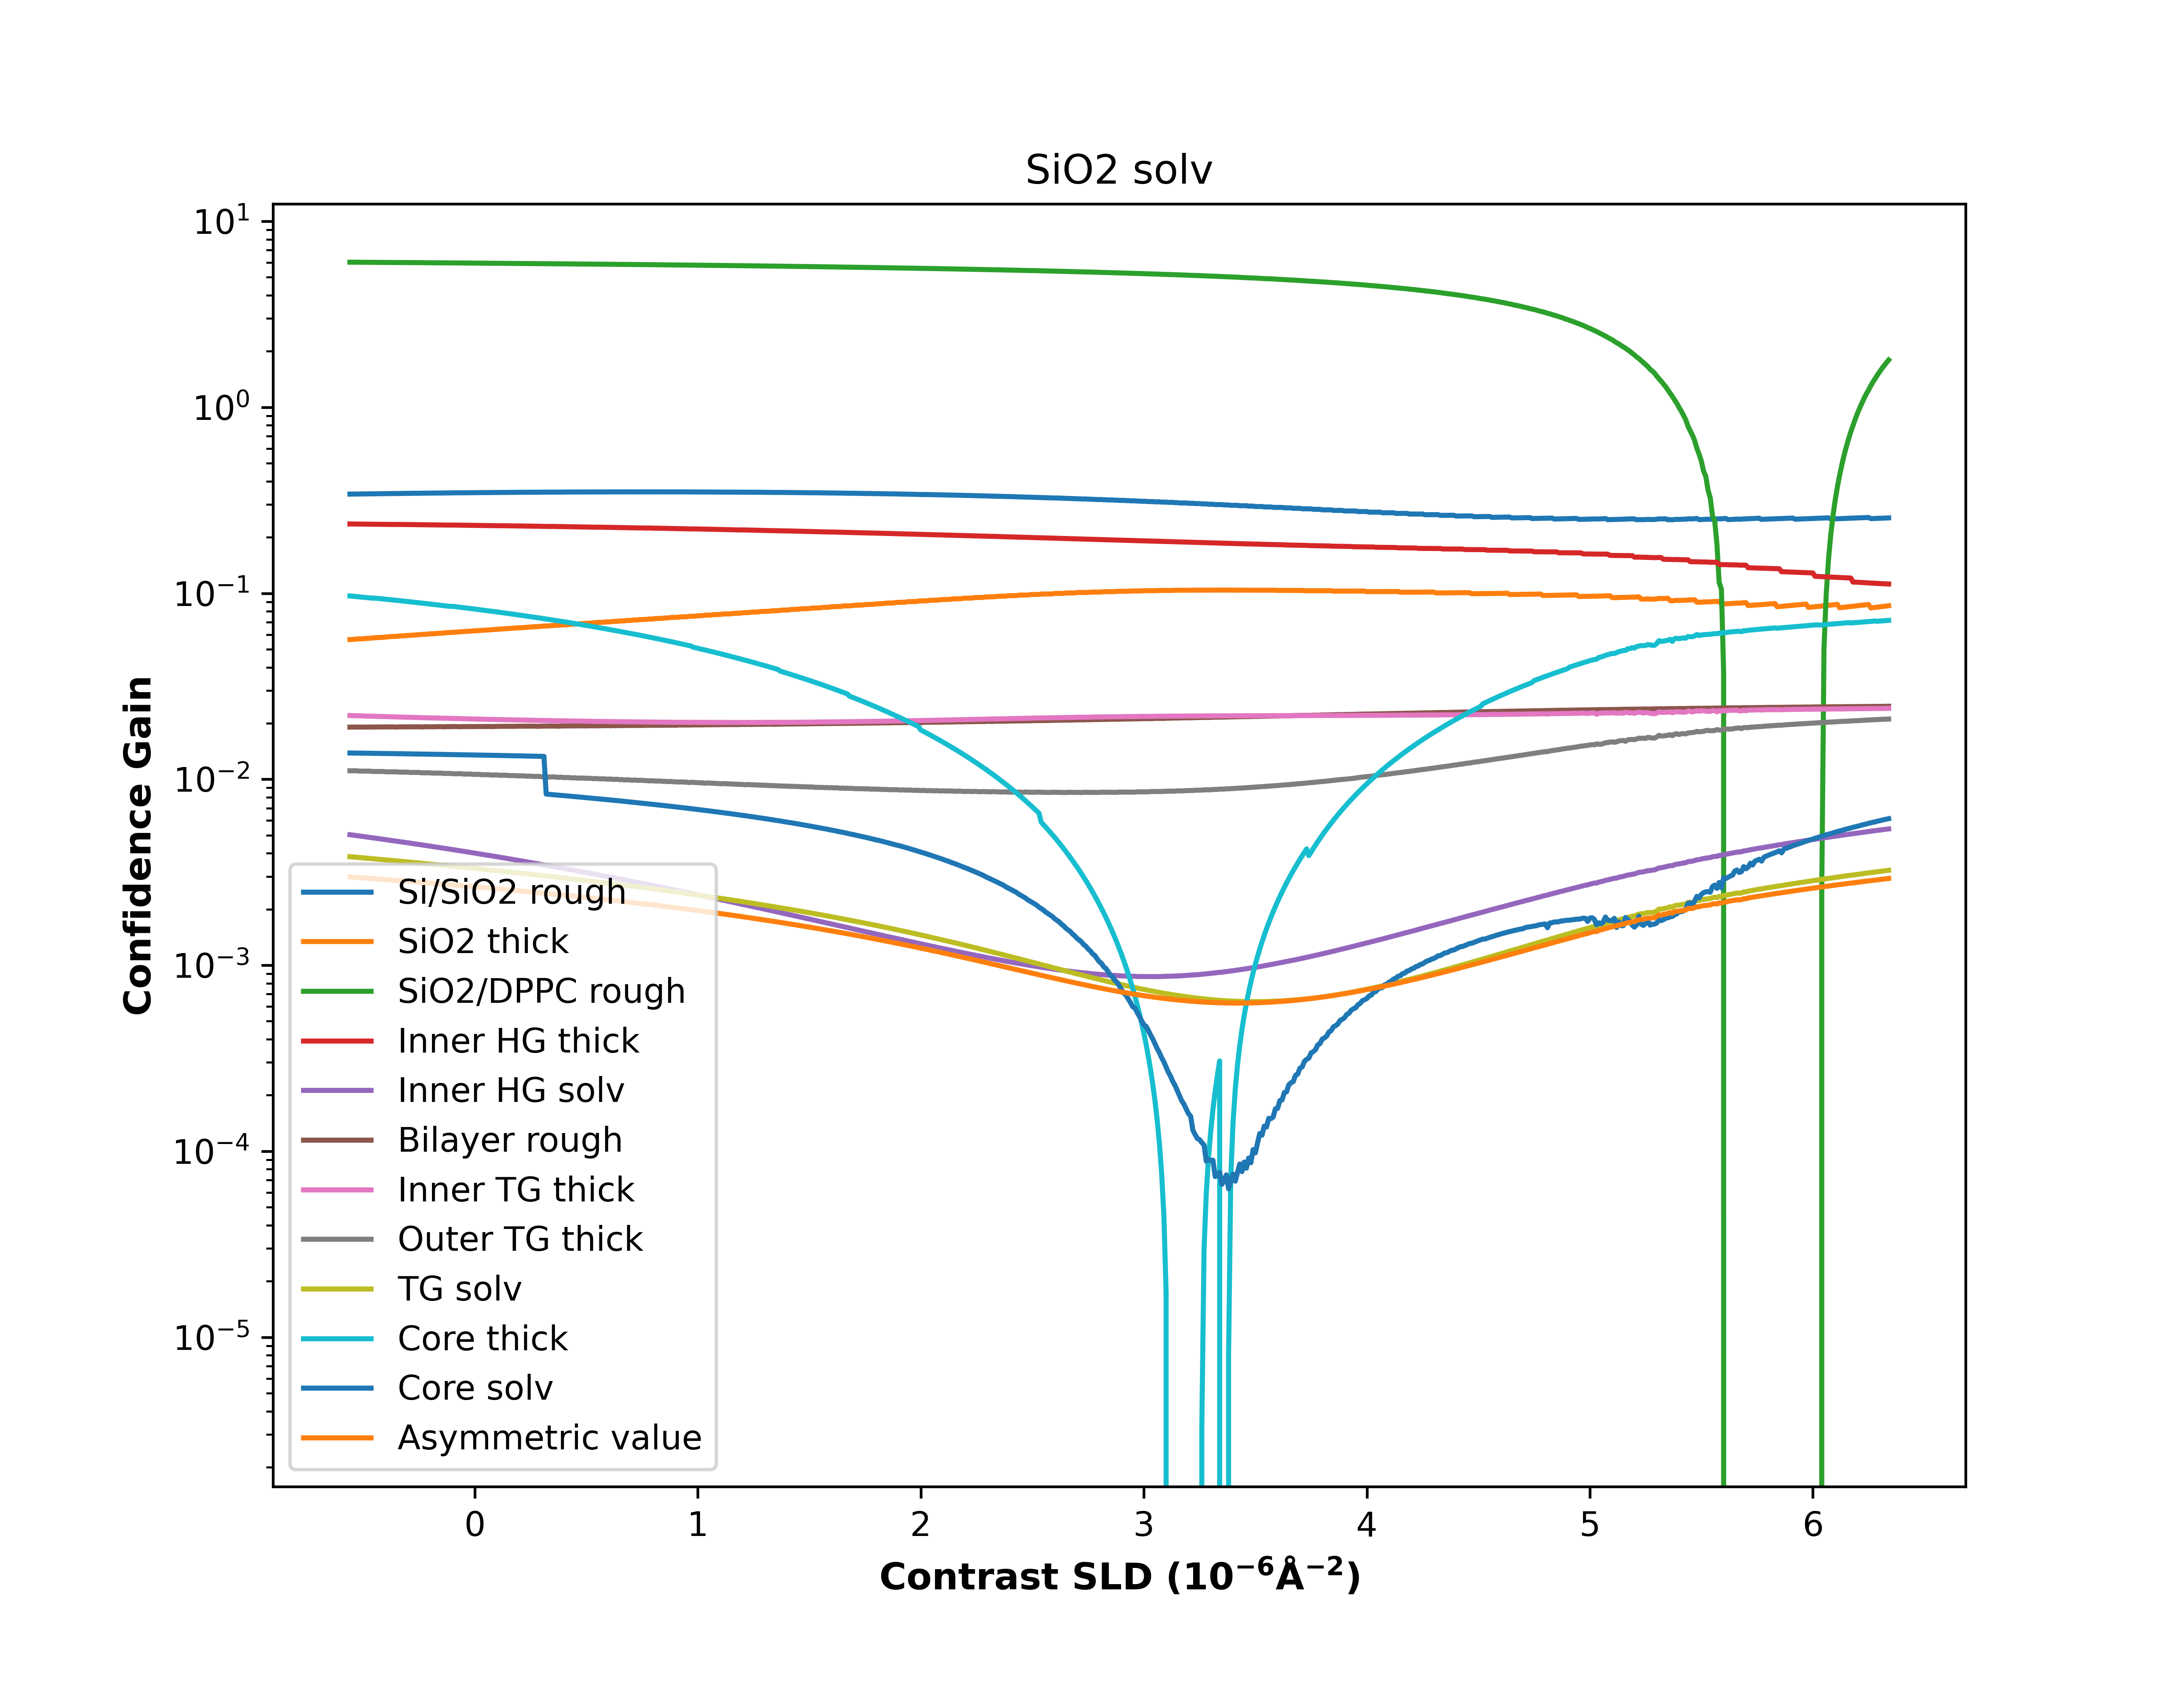 SiO2 solv
10¹
10⁰
10⁻¹
10⁻²
10⁻³
10⁻⁴
10⁻⁵
Confidence Gain
Si/SiO2 rough
SiO2 thick
SiO2/DPPC rough
Inner HG thick
Inner HG solv
Bilayer rough
Inner TG thick
Outer TG thick
TG solv
Core thick
Core solv
Asymmetric value
0 1 2 3 4 5 6
Contrast SLD (10⁻⁶Å⁻²)